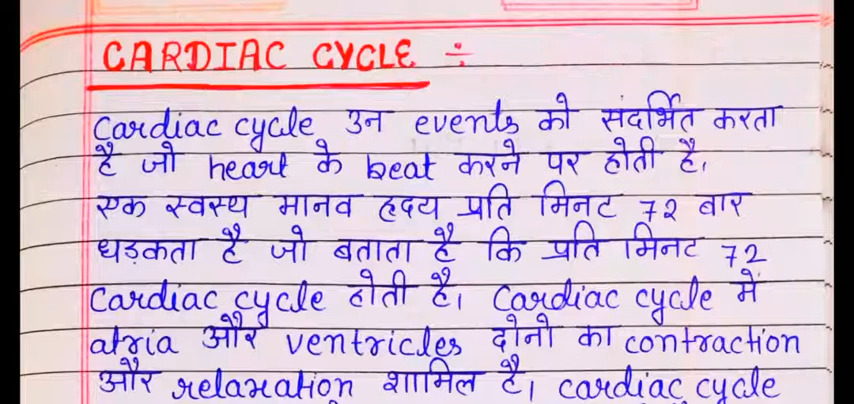 CARDIAC CYCLE ÷
Cardiac cycle उन events को संदर्भित करता
है जो heart के beat करने पर होती है,
एक स्वस्थ मानव हृदय प्रति मिनट 72 बार
धड़कता है जो बताता है कि प्रति मिनट 72
Cardiac cycle होती है। Cardiac cycle में
atria और ventricles दोनो का contraction
और relaxation शामिल है। cardiac cycle